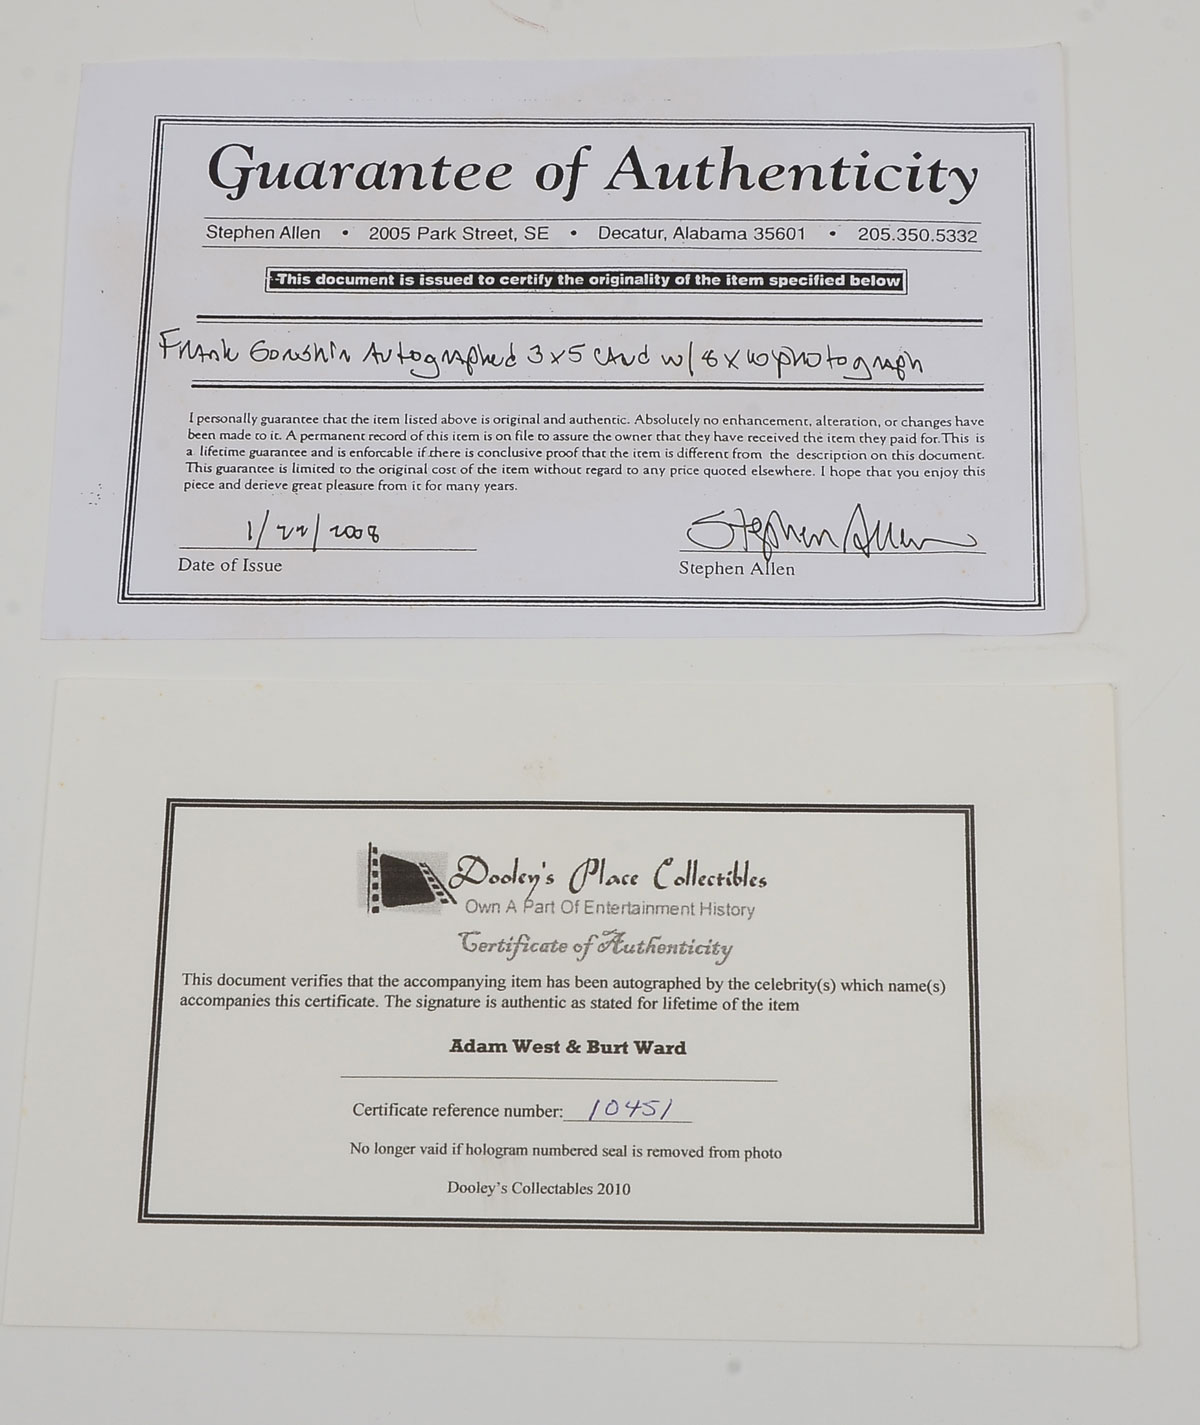 Guarantee of Authenticity
Stephen Allen • 2005 Park Street, SE • Decatur, Alabama 35601 • 205.350.5332
This document is issued to certify the originality of the item specified below
Frank Gorshin Autographed 3x5 card w/ 8x10 photograph
I personally guarantee that the item listed above is original and authentic. Absolutely no enhancement, alteration, or changes have
been made to it. A permanent record of this item is on file to assure the owner that they have received the item they paid for. This is
a lifetime guarantee and is enforcable if there is conclusive proof that the item is different from the description on this document.
This guarantee is limited to the original cost of the item without regard to any price quoted elsewhere. I hope that you enjoy this
piece and derieve great pleasure from it for many years.
1/22/2008 Stephen Allen
Date of Issue Stephen Allen
Dooley's Place Collectibles
Own A Part Of Entertainment History
Certificate of Authenticity
This document verifies that the accompanying item has been autographed by the celebrity(s) which name(s)
accompanies this certificate. The signature is authentic as stated for lifetime of the item
Adam West & Burt Ward
Certificate reference number: 10451
No longer vaid if hologram numbered seal is removed from photo
Dooley's Collectables 2010